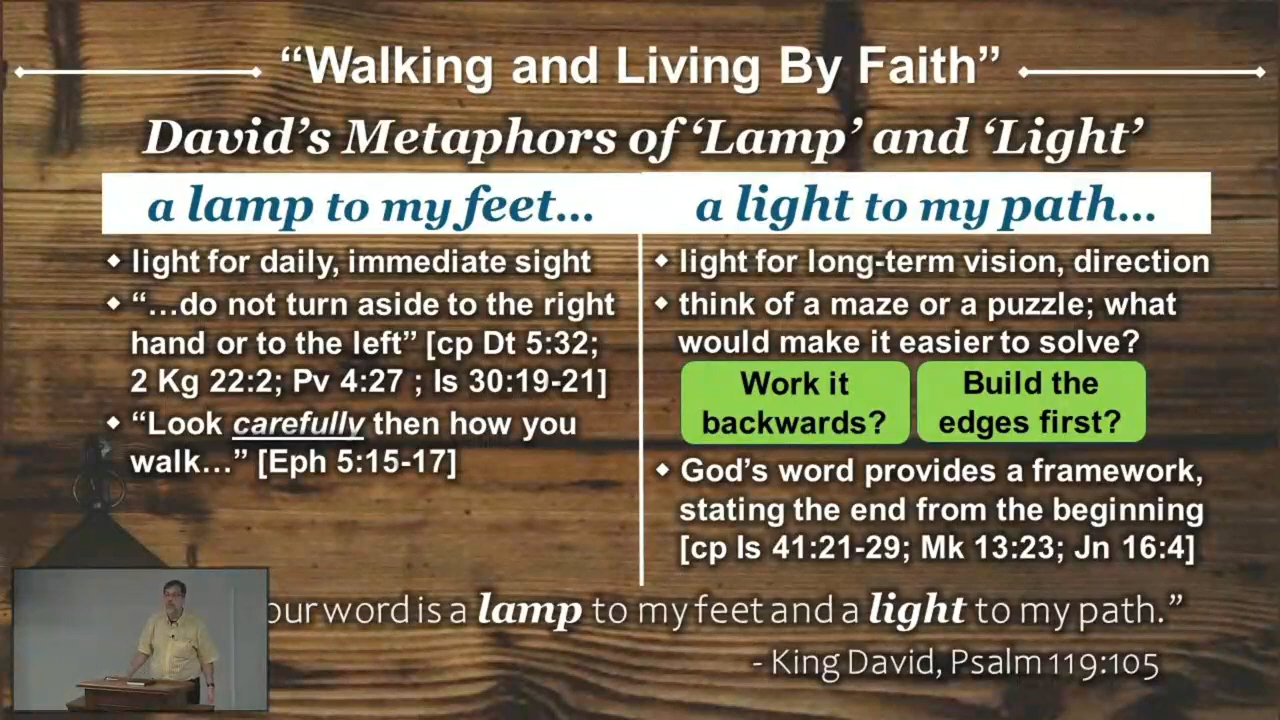 “Walking and Living By Faith”
David’s Metaphors of ‘Lamp’ and ‘Light’
a lamp to my feet...
◆ light for daily, immediate sight
◆ “...do not turn aside to the right
hand or to the left” [cp Dt 5:32;
2 Kg 22:2; Pv 4:27 ; Is 30:19-21]
◆ “Look carefully then how you
walk...” [Eph 5:15-17]
a light to my path...
◆ light for long-term vision, direction
◆ think of a maze or a puzzle; what
would make it easier to solve?
Work it
backwards?
Build the
edges first?
◆ God’s word provides a framework,
stating the end from the beginning
[cp Is 41:21-29; Mk 13:23; Jn 16:4]
word is a lamp to my feet and a light to my path.”
- King David, Psalm 119:105